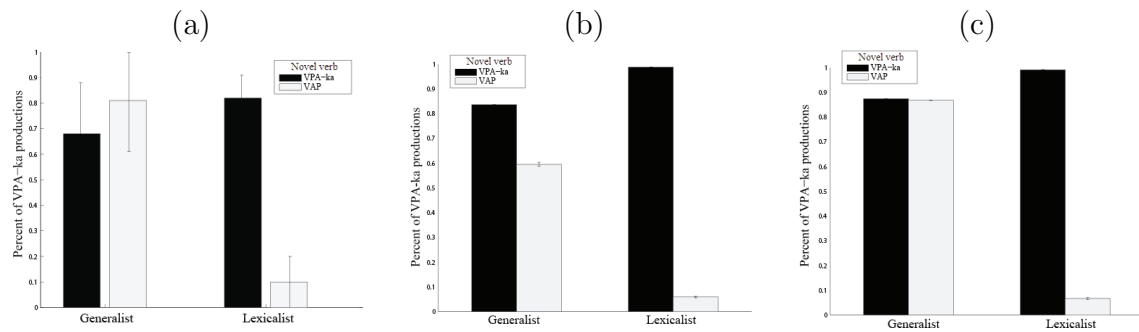 (a)
Percent of VPA−ka productions
1
0.9
0.8
0.7
0.6
0.5
0.4
0.3
0.2
0.1
0
Novel verb
VPA−ka
VAP
Generalist
Lexicalist
(b)
Percent of VPA-ka productions
1
0.9
0.8
0.7
0.6
0.5
0.4
0.3
0.2
0.1
0
Novel verb
VPA−ka
VAP
Generalist
Lexicalist
(c)
Percent of VPA−ka productions
1
0.9
0.8
0.7
0.6
0.5
0.4
0.3
0.2
0.1
0
Novel verb
VPA−ka
VAP
Generalist
Lexicalist